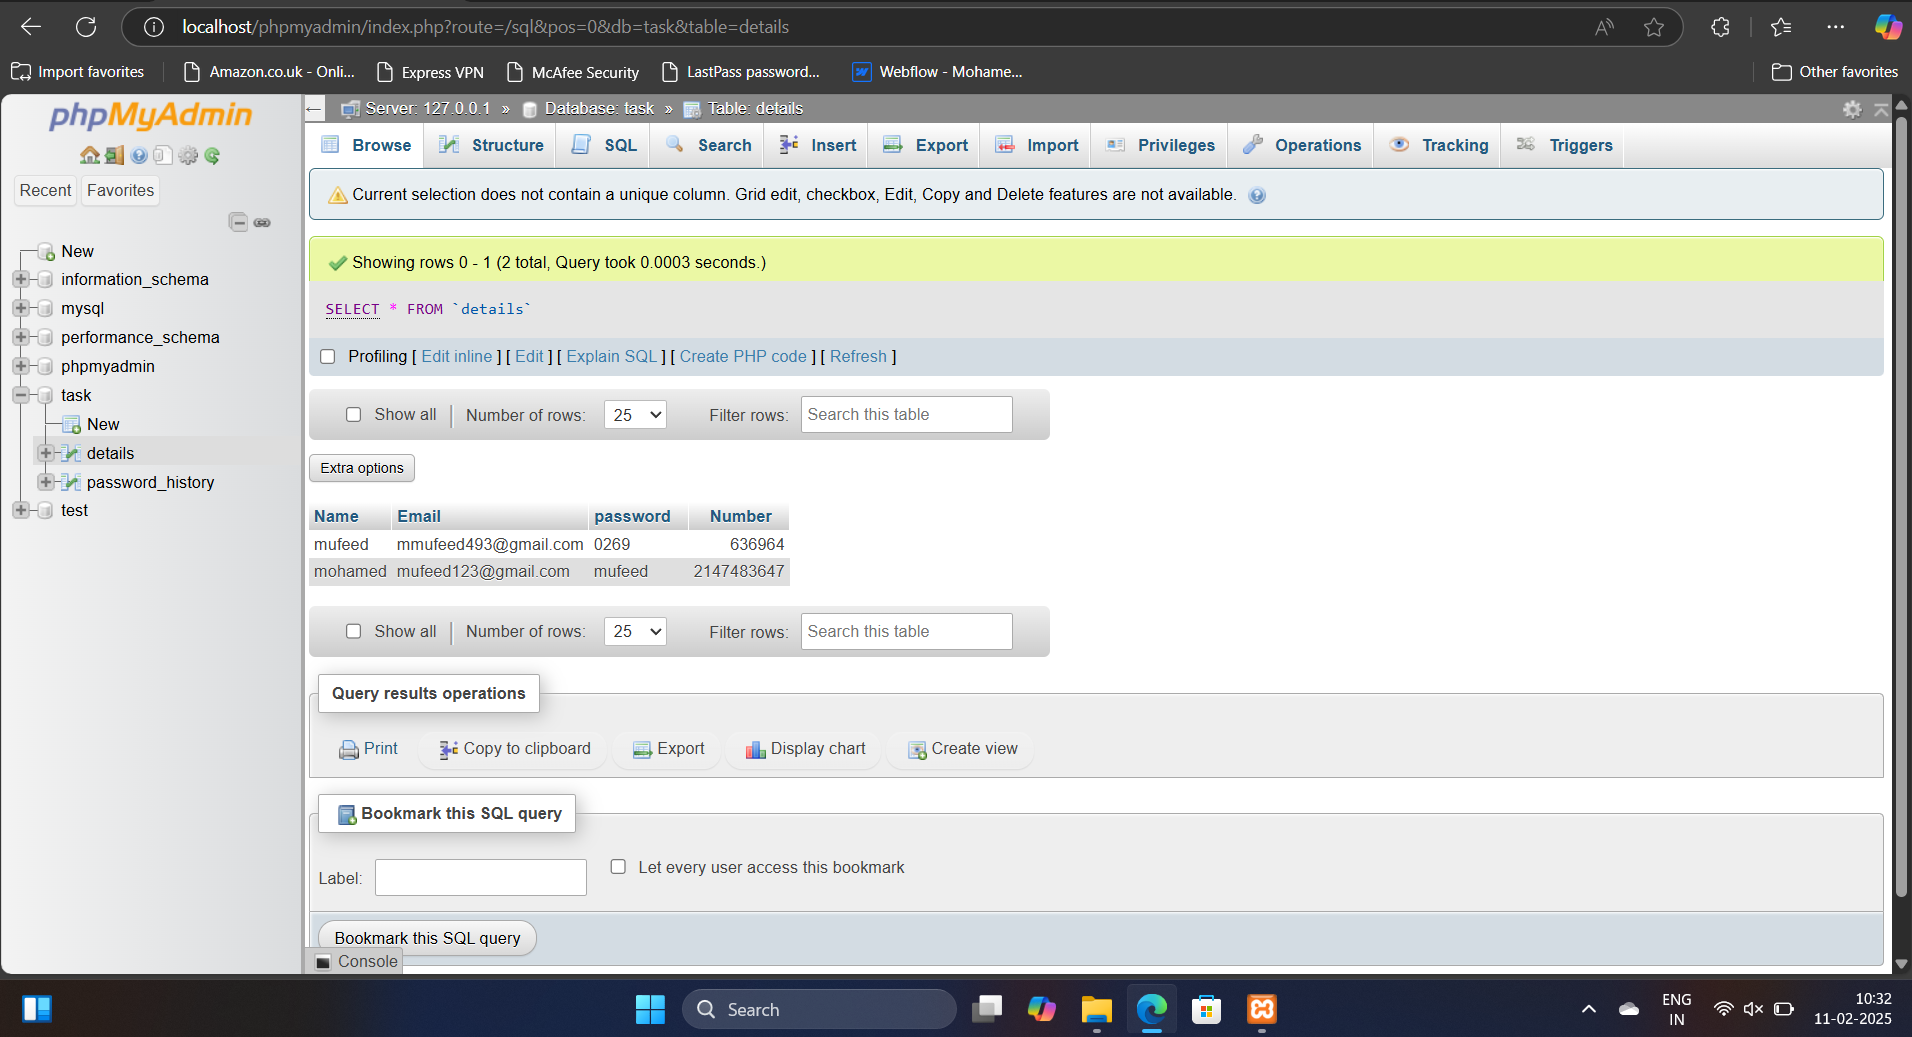 localhost/phpmyadmin/index.php?route=/sql&pos=0&db=task&table=details
Import favorites
Amazon.co.uk - Onli...
Express VPN
McAfee Security
LastPass password...
Webflow - Mohame...
Other favorites
phpMyAdmin
Recent
Favorites
New
information_schema
mysql
performance_schema
phpmyadmin
task
New
details
password_history
test
Server: 127.0.0.1 » Database: task » Table: details
Browse Structure SQL Search Insert Export Import Privileges Operations Tracking Triggers
Current selection does not contain a unique column. Grid edit, checkbox, Edit, Copy and Delete features are not available.
Showing rows 0 - 1 (2 total, Query took 0.0003 seconds.)
SELECT * FROM `details`
Profiling [ Edit inline ] [ Edit ] [ Explain SQL ] [ Create PHP code ] [ Refresh ]
Show all Number of rows: 25 Filter rows: Search this table
Extra options
Name Email password Number
mufeed mmufeed493@gmail.com 0269 636964
mohamed mufeed123@gmail.com mufeed 2147483647
Show all Number of rows: 25 Filter rows: Search this table
Query results operations
Print Copy to clipboard Export Display chart Create view
Bookmark this SQL query
Label: Let every user access this bookmark
Bookmark this SQL query
Console
Search
ENG
IN
10:32
11-02-2025